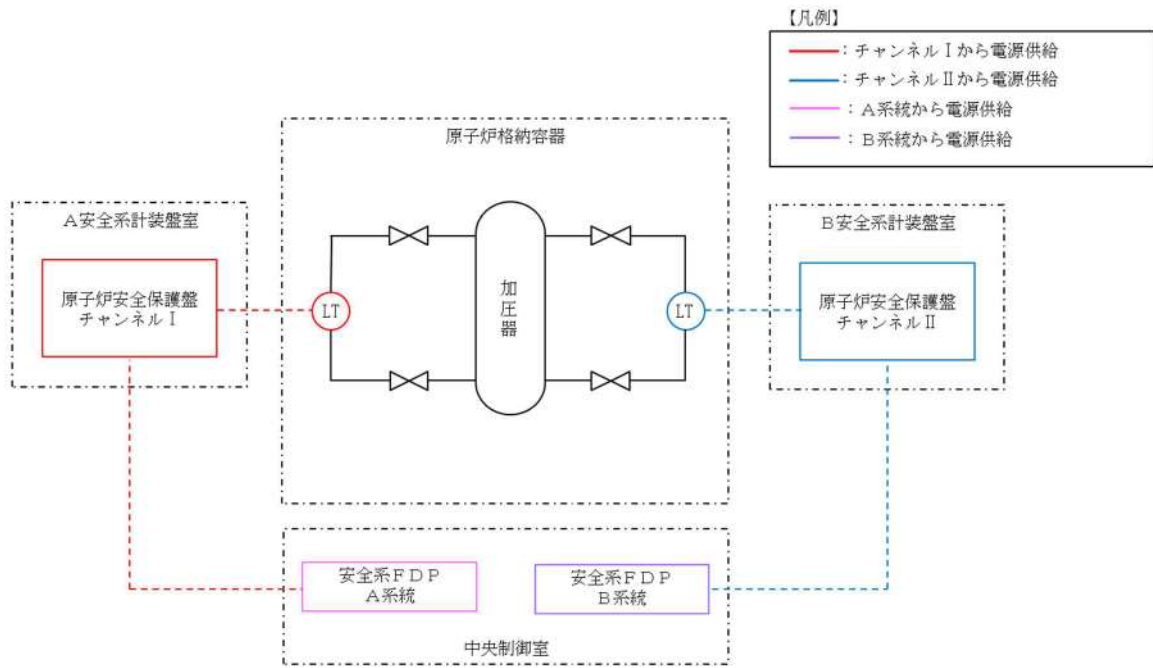 【凡例】
：チャンネルⅠから電源供給
：チャンネルⅡから電源供給
：A系統から電源供給
：B系統から電源供給
原子炉格納容器
A安全系計装盤室
B安全系計装盤室
原子炉安全保護盤
チャンネルⅠ
LT
加圧器
LT
原子炉安全保護盤
チャンネルⅡ
安全系FDP
A系統
安全系FDP
B系統
中央制御室